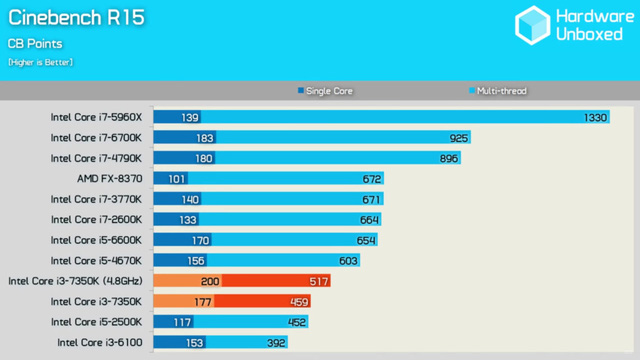 Cinebench R15
CB Points
[Higher is Better]
Hardware
Unboxed
Single Core
Multi-thread
Intel Core i7-5960X 139 1330
Intel Core i7-6700K 183 925
Intel Core i7-4790K 180 896
AMD FX-8370 101 672
Intel Core i7-3770K 140 671
Intel Core i7-2600K 133 664
Intel Core i5-6600K 170 654
Intel Core i5-4670K 156 603
Intel Core i3-7350K (4.8GHz) 200 517
Intel Core i3-7350K 177 459
Intel Core i5-2500K 117 452
Intel Core i3-6100 153 392